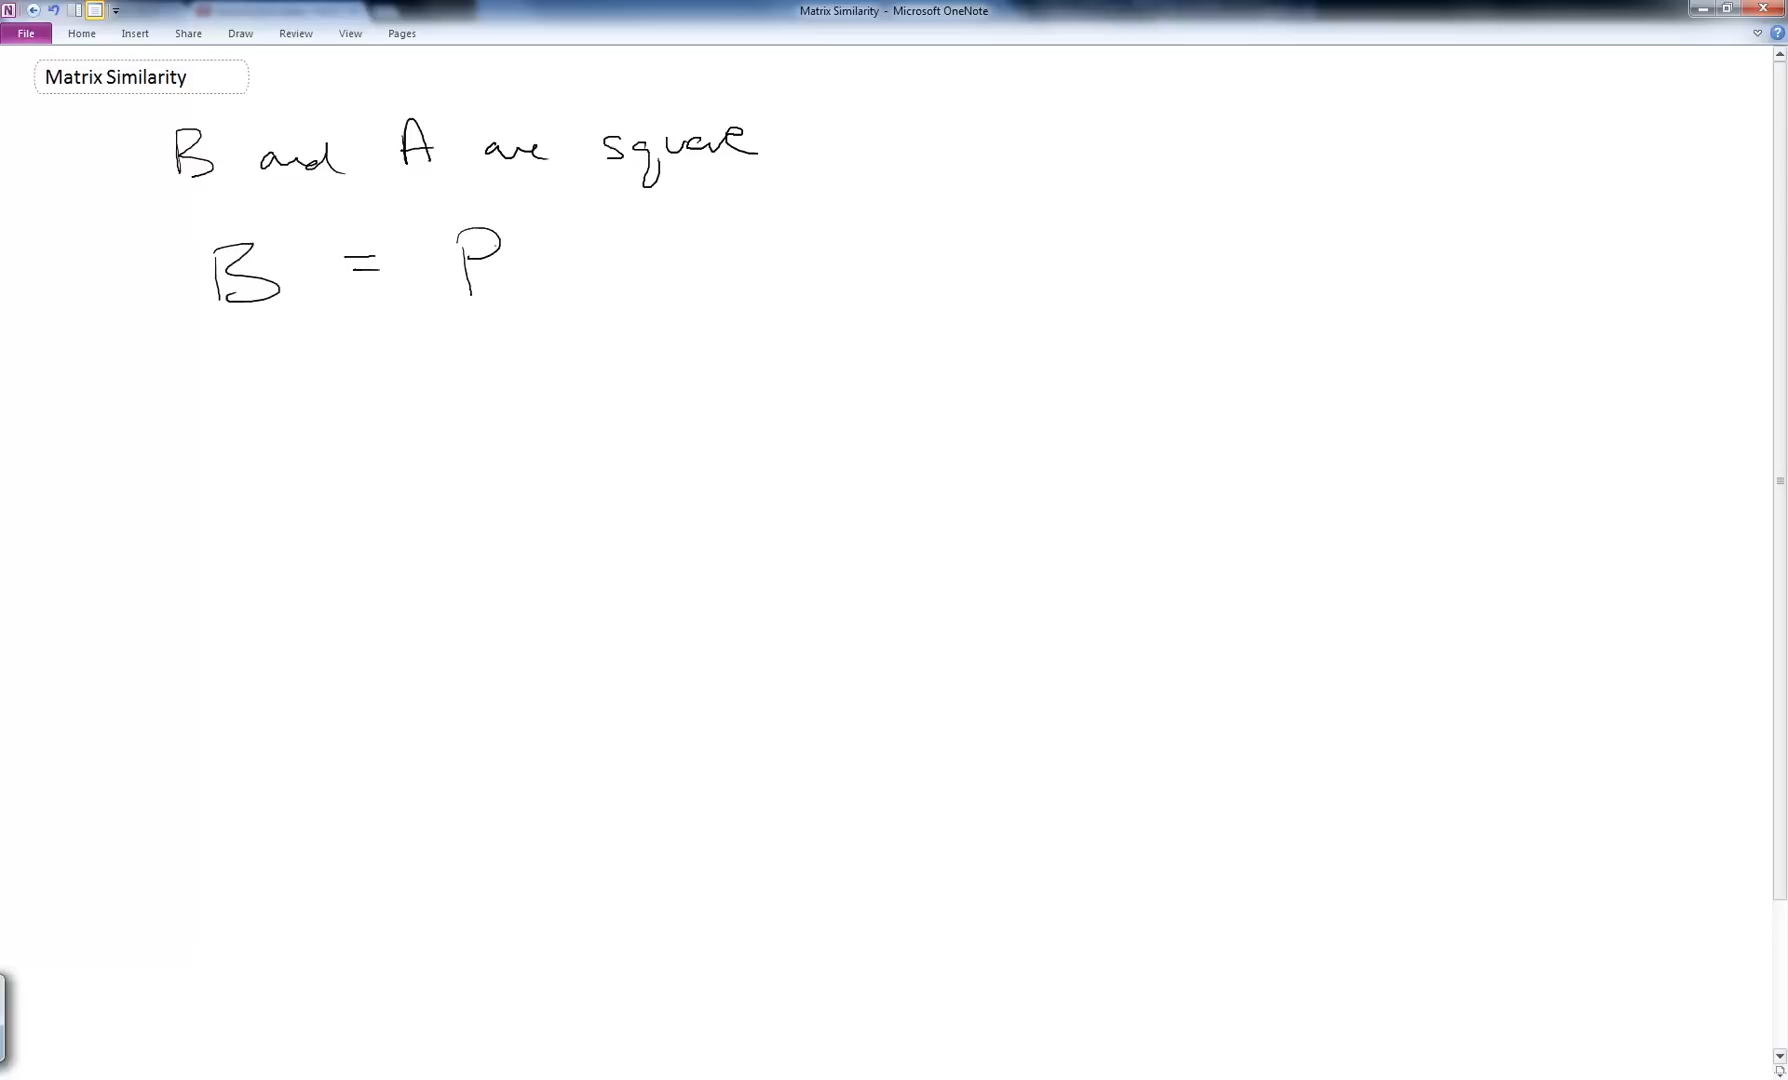 Matrix Similarity - Microsoft OneNote
File Home Insert Share Draw Review View Pages
Matrix Similarity
B and A are square
B = P